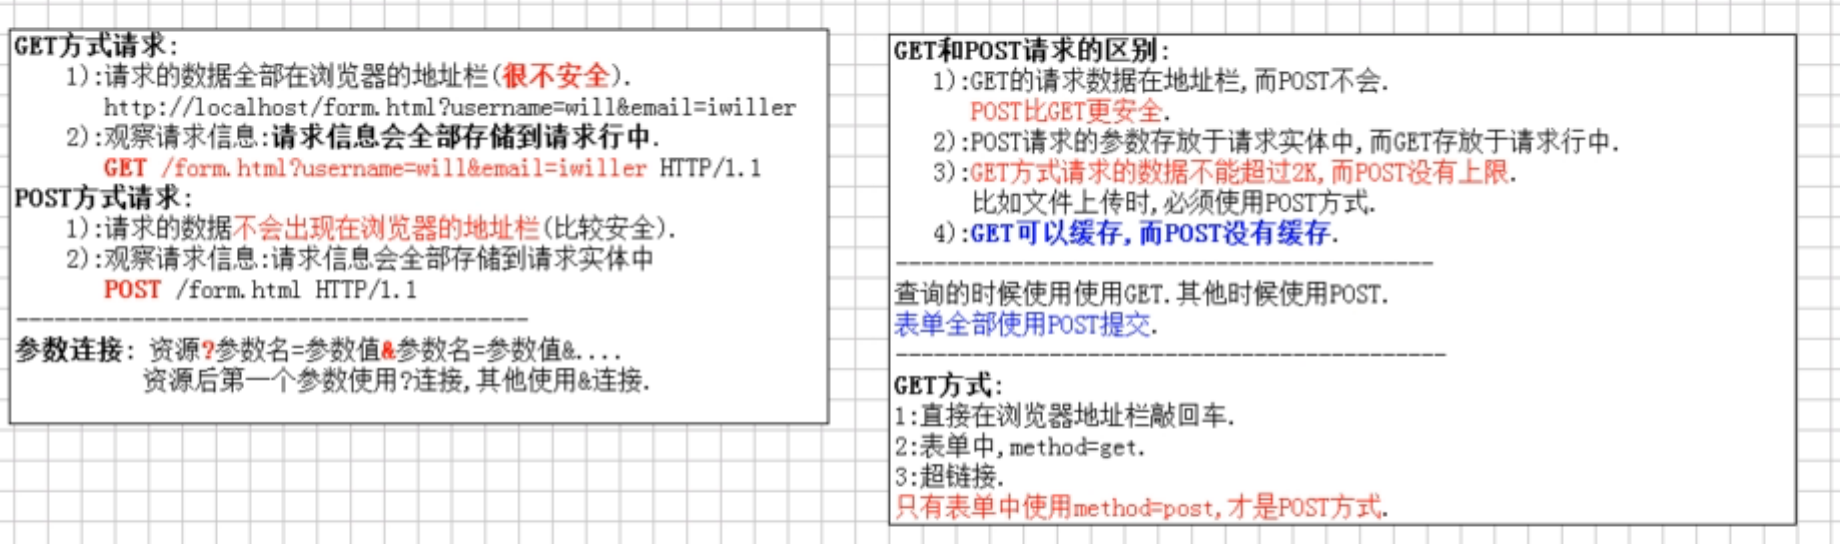 GET方式请求:
1):请求的数据全部在浏览器的地址栏(很不安全).
http://localhost/form.html?username=will&email=iwiller
2):观察请求信息:请求信息会全部存储到请求行中.
GET /form.html?username=will&email=iwiller HTTP/1.1
POST方式请求:
1):请求的数据不会出现在浏览器的地址栏(比较安全).
2):观察请求信息:请求信息会全部存储到请求实体中
POST /form.html HTTP/1.1
----------------------------------------
参数连接: 资源?参数名=参数值&参数名=参数值&....
资源后第一个参数使用?连接,其他使用&连接.
GET和POST请求的区别:
1):GET的请求数据在地址栏,而POST不会.
POST比GET更安全.
2):POST请求的参数存放于请求实体中,而GET存放于请求行中.
3):GET方式请求的数据不能超过2K,而POST没有上限.
比如文件上传时,必须使用POST方式.
4):GET可以缓存,而POST没有缓存.
------------------------------------------
查询的时候使用使用GET.其他时候使用POST.
表单全部使用POST提交.
-------------------------------------------
GET方式:
1:直接在浏览器地址栏敲回车.
2:表单中,method=get.
3:超链接.
只有表单中使用method=post,才是POST方式.